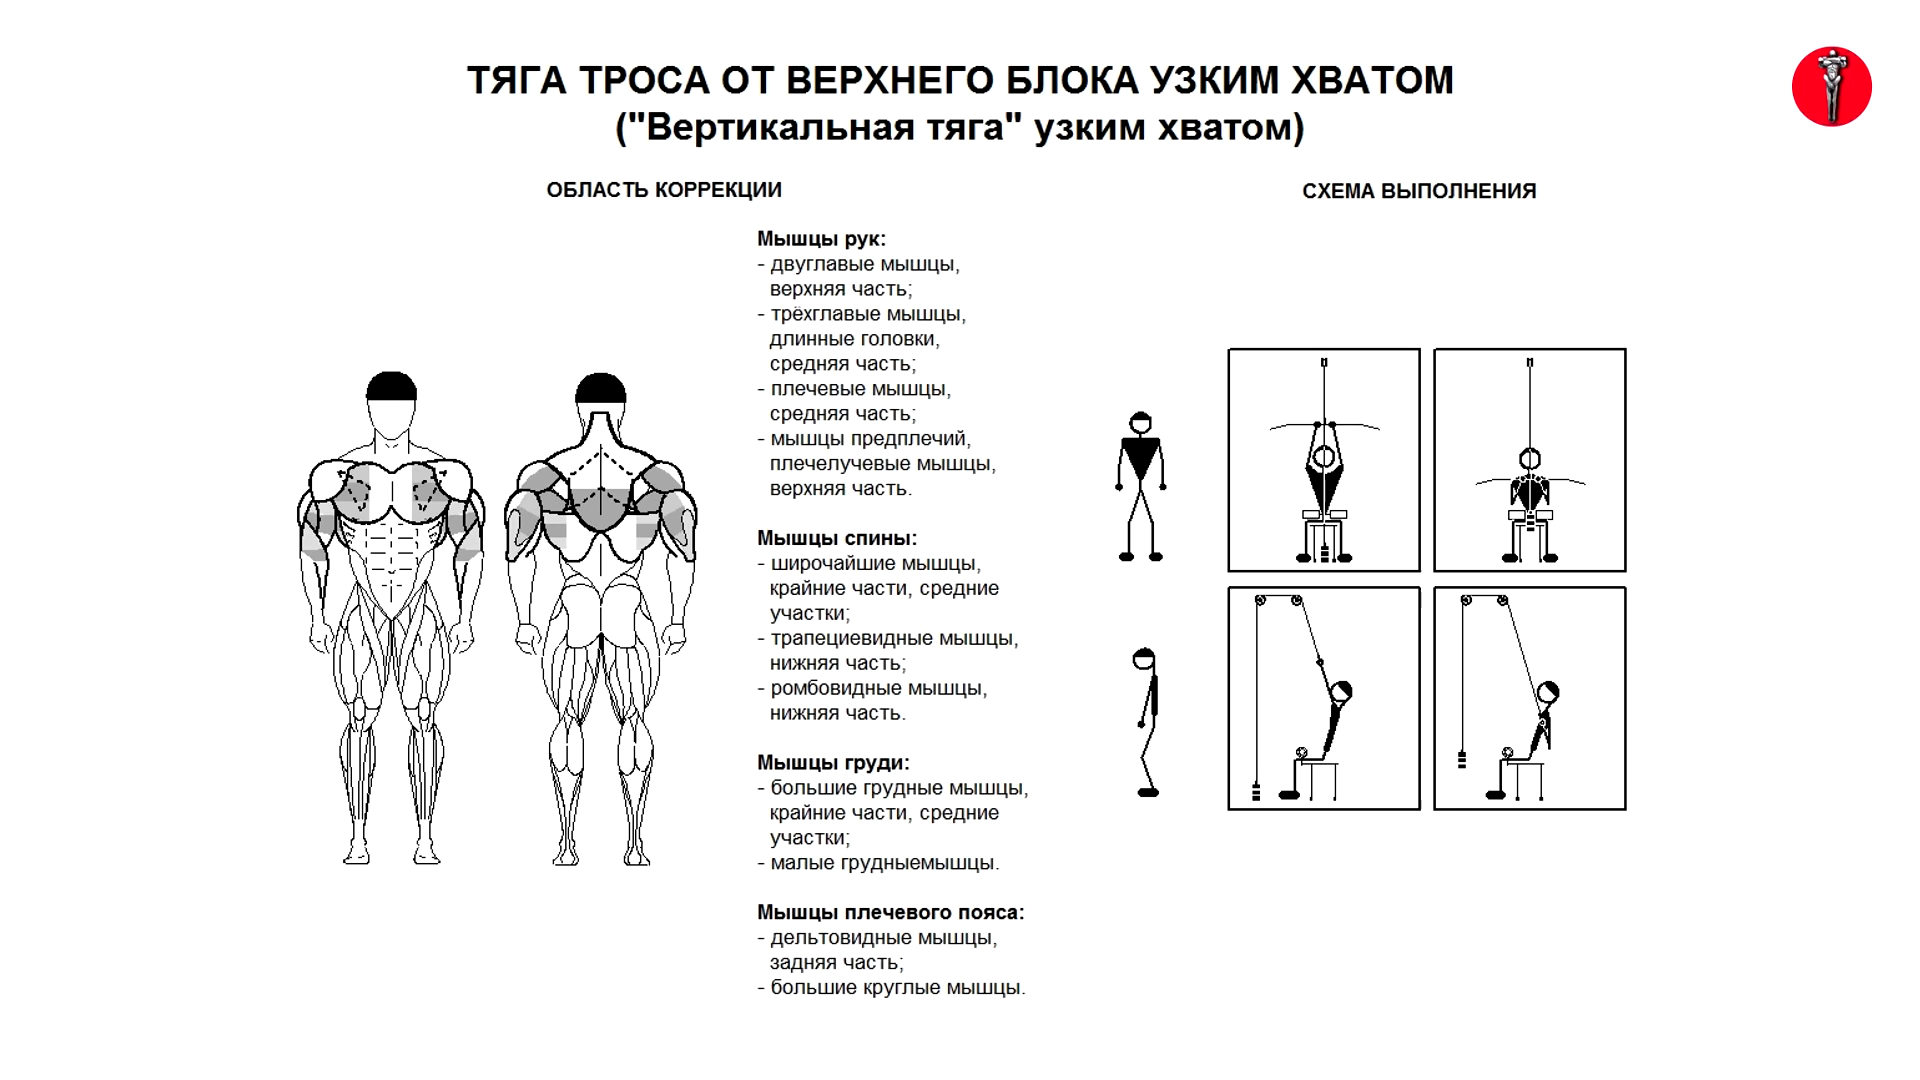 ТЯГА ТРОСА ОТ ВЕРХНЕГО БЛОКА УЗКИМ ХВАТОМ
("Вертикальная тяга" узким хватом)
ОБЛАСТЬ КОРРЕКЦИИ
Мышцы рук:
- двуглавые мышцы,
верхняя часть;
- трёхглавые мышцы,
длинные головки,
средняя часть;
- плечевые мышцы,
средняя часть;
- мышцы предплечий,
плечелучевые мышцы,
верхняя часть.
Мышцы спины:
- широчайшие мышцы,
крайние части, средние
участки;
- трапециевидные мышцы,
нижняя часть;
- ромбовидные мышцы,
нижняя часть.
Мышцы груди:
- большие грудные мышцы,
крайние части, средние
участки;
- малые грудныемышцы.
Мышцы плечевого пояса:
- дельтовидные мышцы,
задняя часть;
- большие круглые мышцы.
СХЕМА ВЫПОЛНЕНИЯ